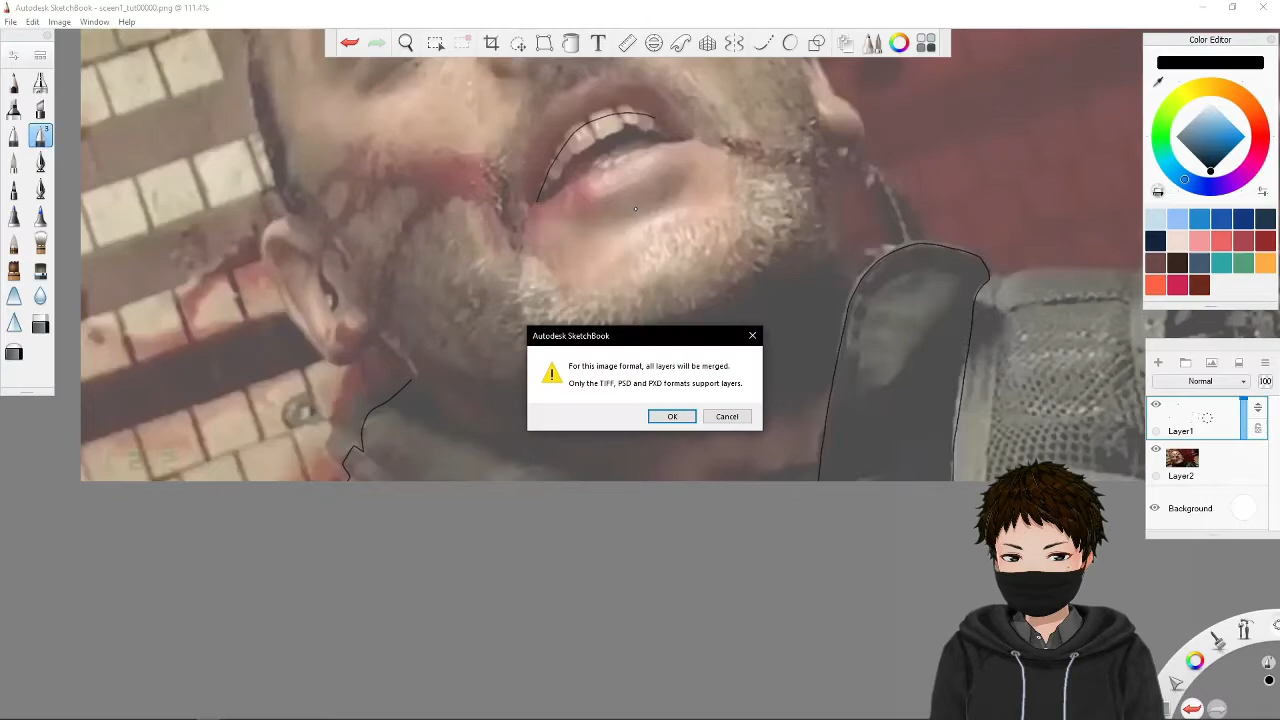 Autodesk SketchBook - sceen1_tut00000.png @ 111.4%
File Edit Image Window Help
T
Color Editor
3
Autodesk SketchBook
For this image format, all layers will be merged.
Only the TIFF, PSD and PXD formats support layers.
OK Cancel
Normal 100
Layer1
Layer2
Background